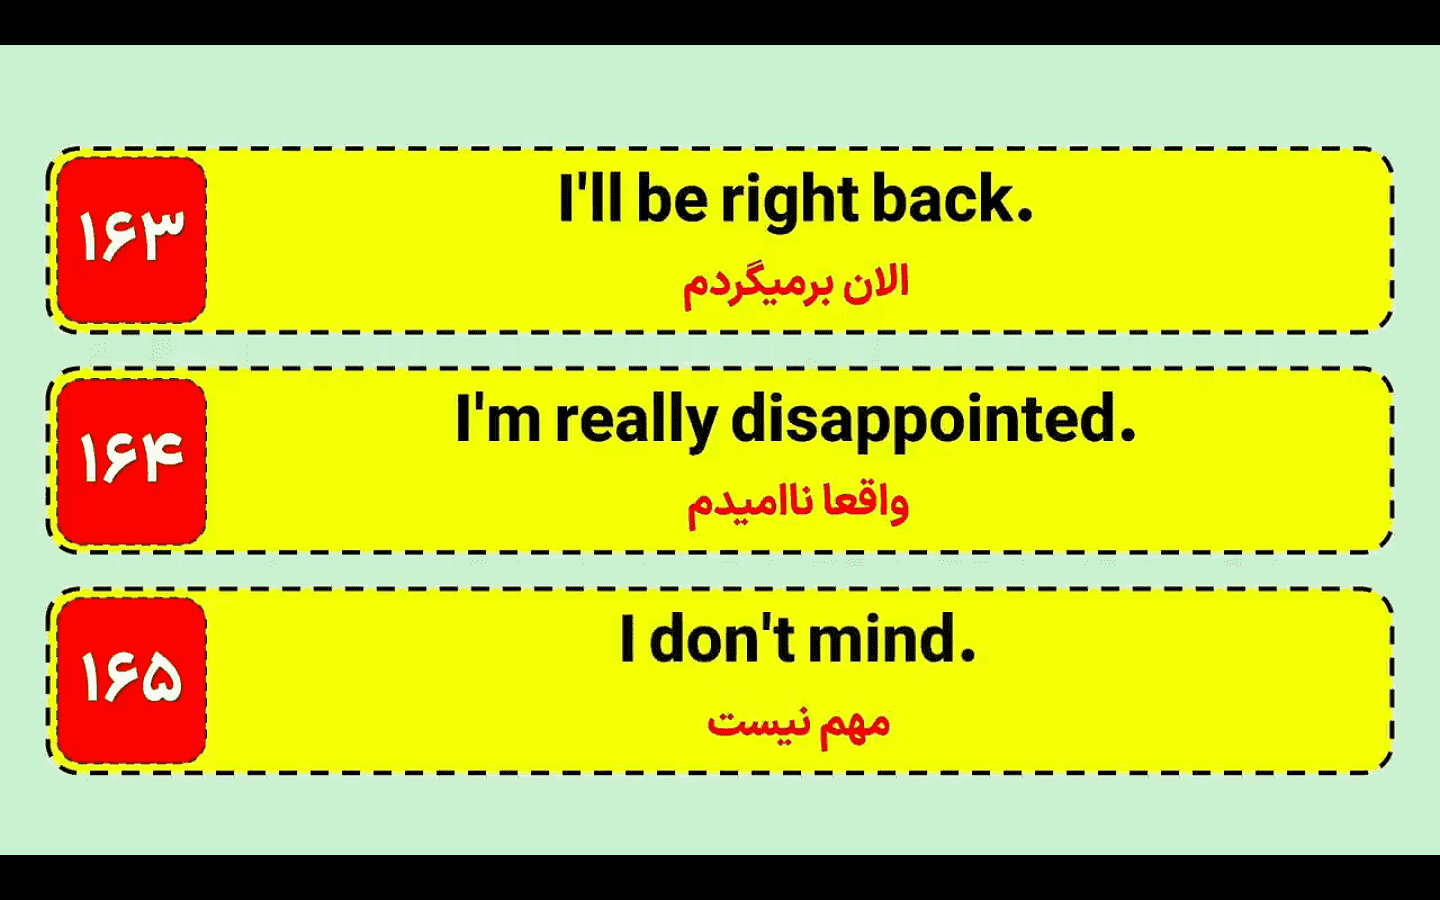 ۱۶۳
I'll be right back.
الان برمیگردم
۱۶۴
I'm really disappointed.
واقعا ناامیدم
۱۶۵
I don't mind.
مهم نیست